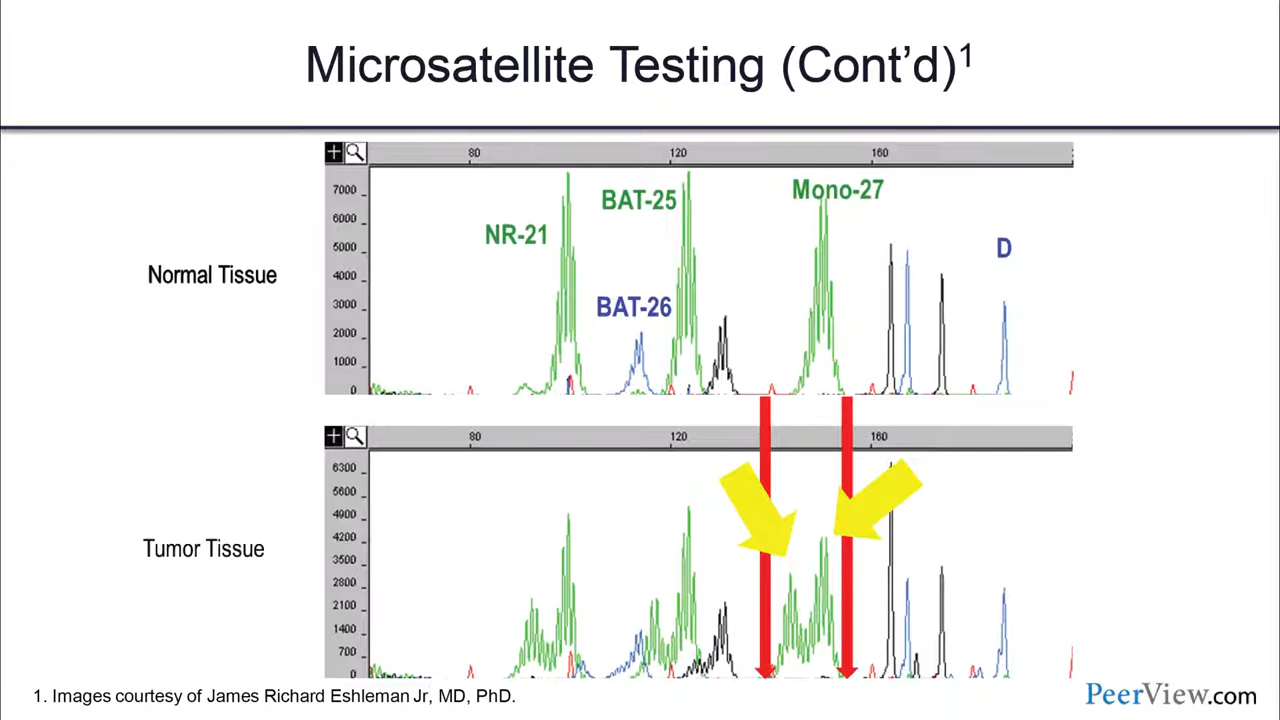 Microsatellite Testing (Cont'd)1
80 120 160
7000
6000
5000
4000
3000
2000
1000
0
NR-21
BAT-25
Mono-27
BAT-26
D
Normal Tissue
80 120 160
6300
5600
4900
4200
3500
2800
2100
1400
700
0
Tumor Tissue
1. Images courtesy of James Richard Eshleman Jr, MD, PhD.
PeerView.com